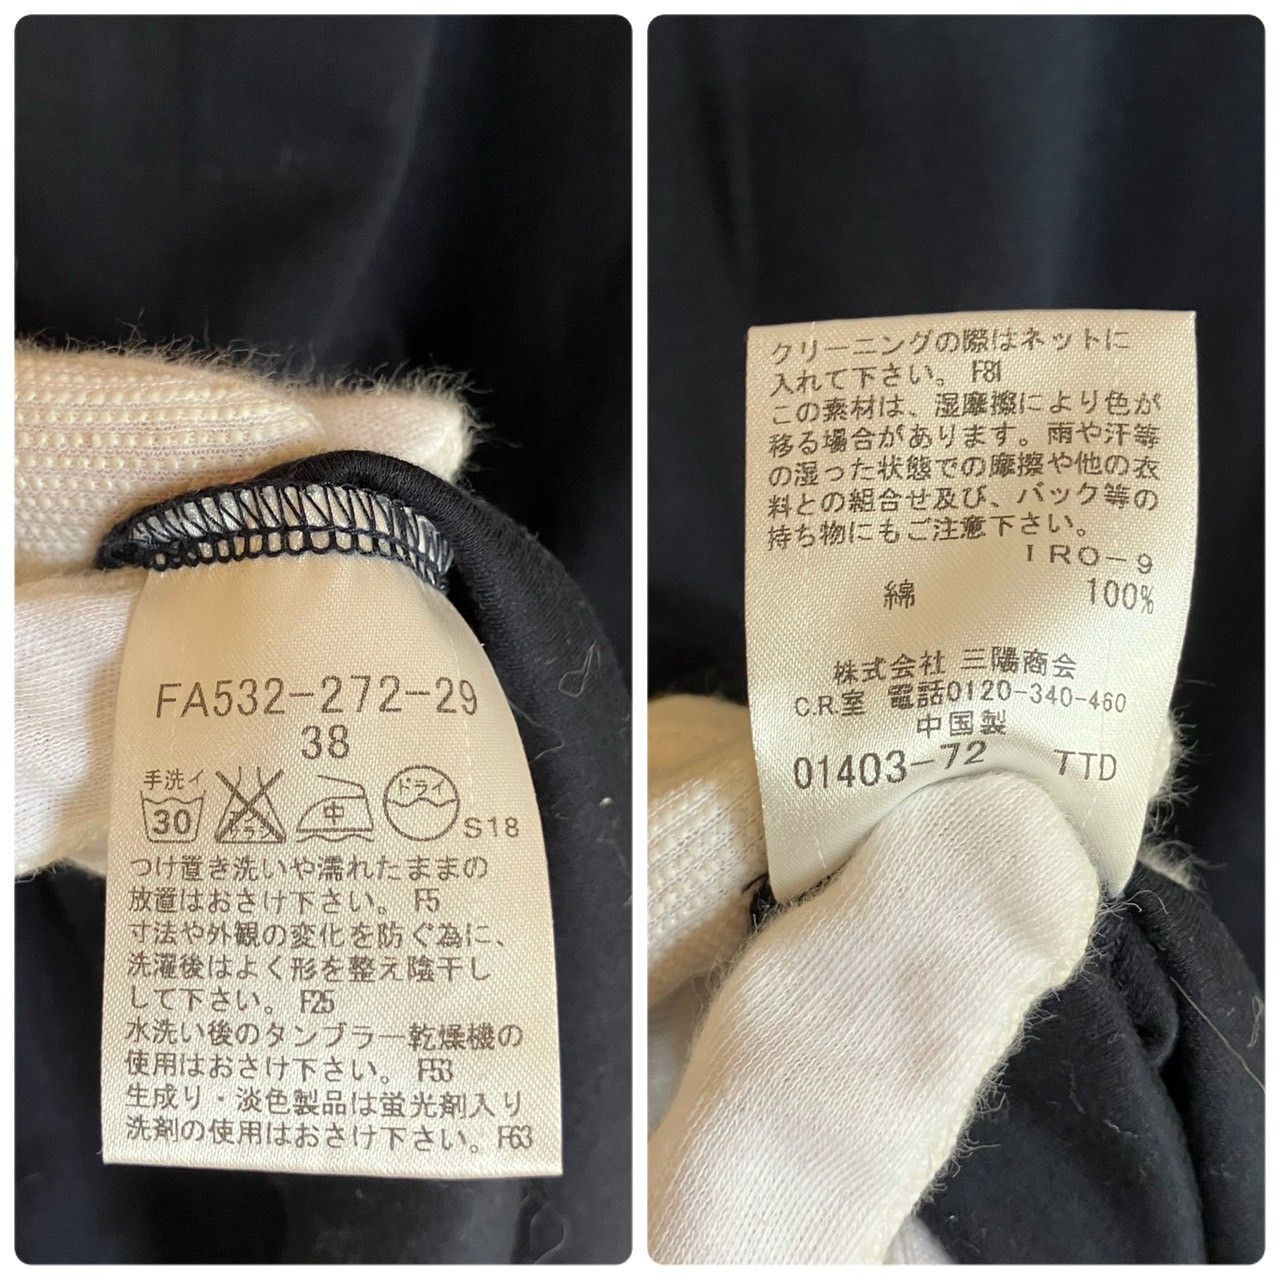 FA532-272-29
38
手洗イ
30
中
ドライ
S18
つけ置き洗いや濡れたままの
放置はおさけ下さい。 F5
寸法や外観の変化を防ぐ為に、
洗濯後はよく形を整え陰干し
して下さい。 F25
水洗い後のタンブラー乾燥機の
使用はおさけ下さい。 F53
生成り・淡色製品は蛍光剤入り
洗剤の使用はおさけ下さい。F63
クリーニングの際はネットに
入れて下さい。 F81
この素材は、湿摩擦により色が
移る場合があります。雨や汗等
の湿った状態での摩擦や他の衣
料との組合せ及び、バック等の
持ち物にもご注意下さい。
IRO-9
綿 100%
株式会社 三陽商会
C.R.室 電話0120-340-460
中国製
01403-72 TTD